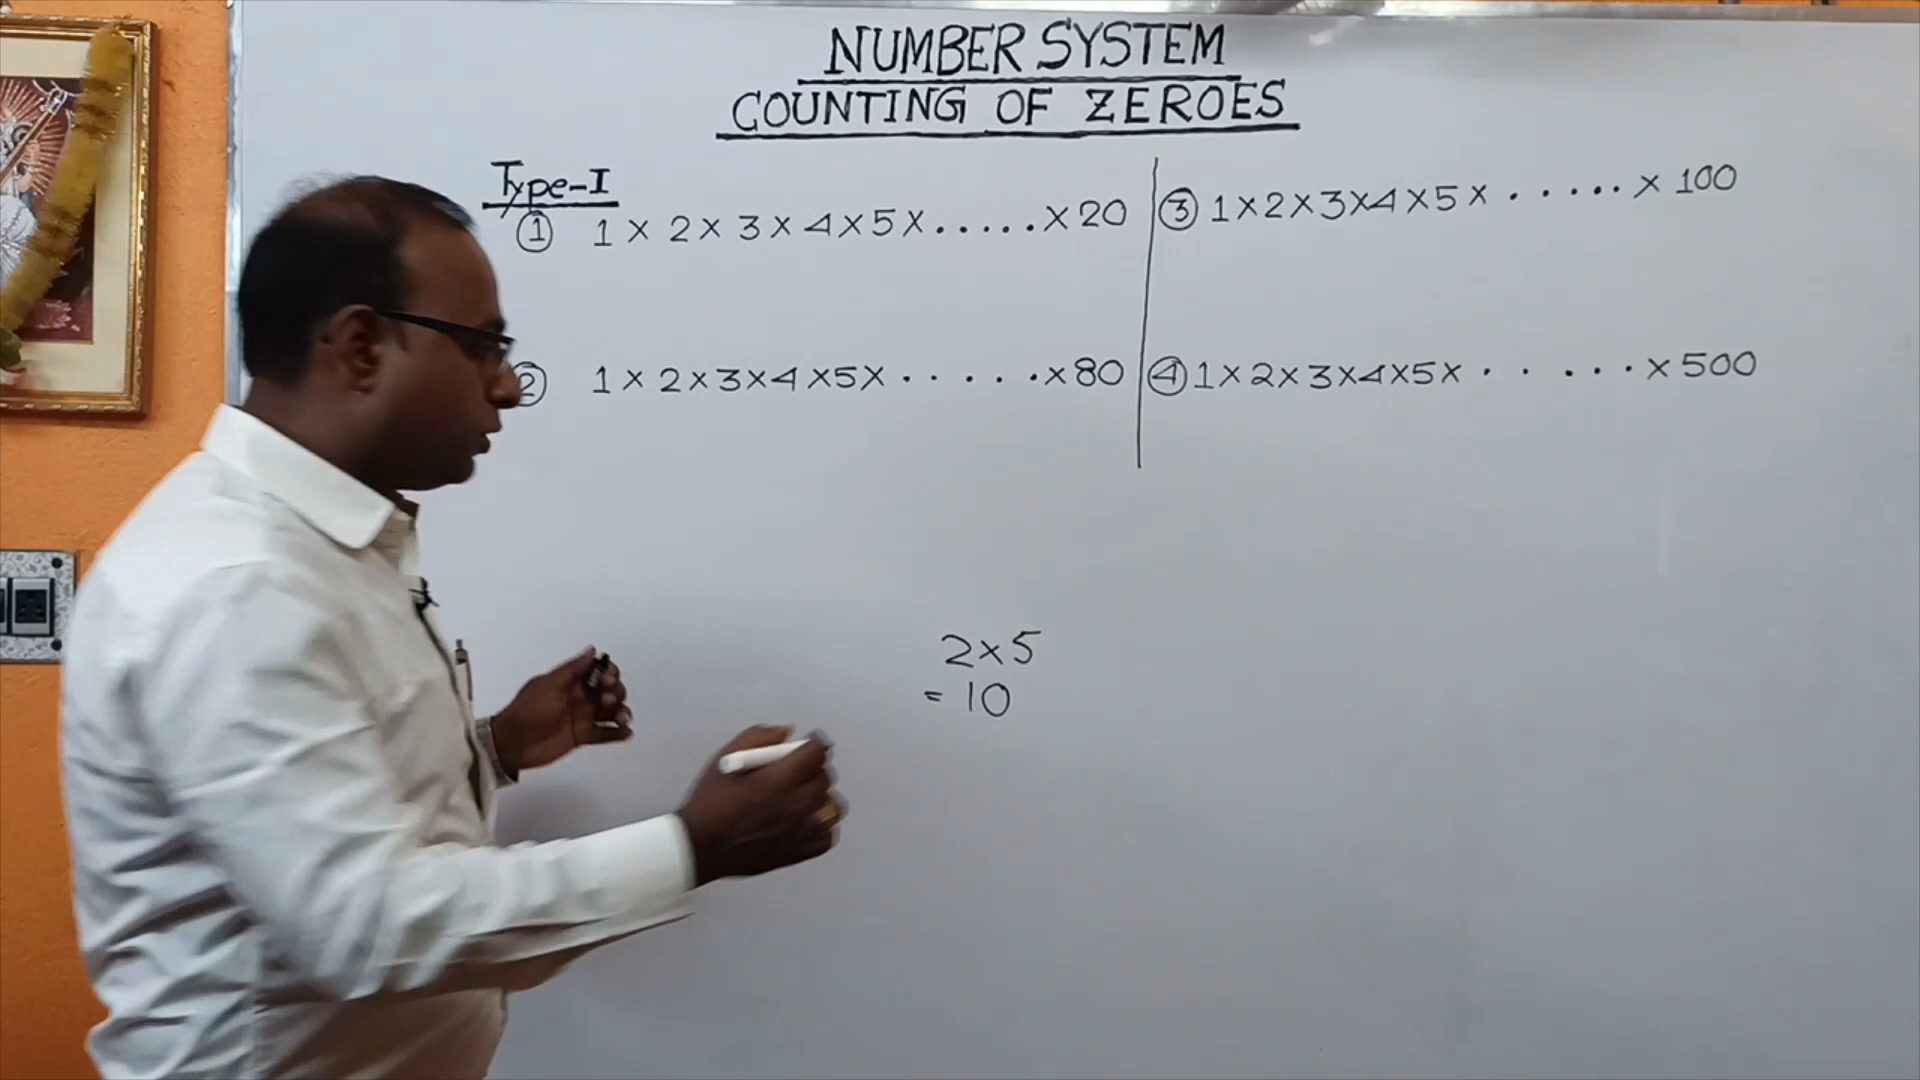 NUMBER SYSTEM
COUNTING OF ZEROES
Type-I
① 1 × 2 × 3 × 4 × 5 × ..... × 20
② 1 × 2 × 3 × 4 × 5 × ..... × 80
③ 1 × 2 × 3 × 4 × 5 × ..... × 100
④ 1 × 2 × 3 × 4 × 5 × ..... × 500
2 × 5
= 10